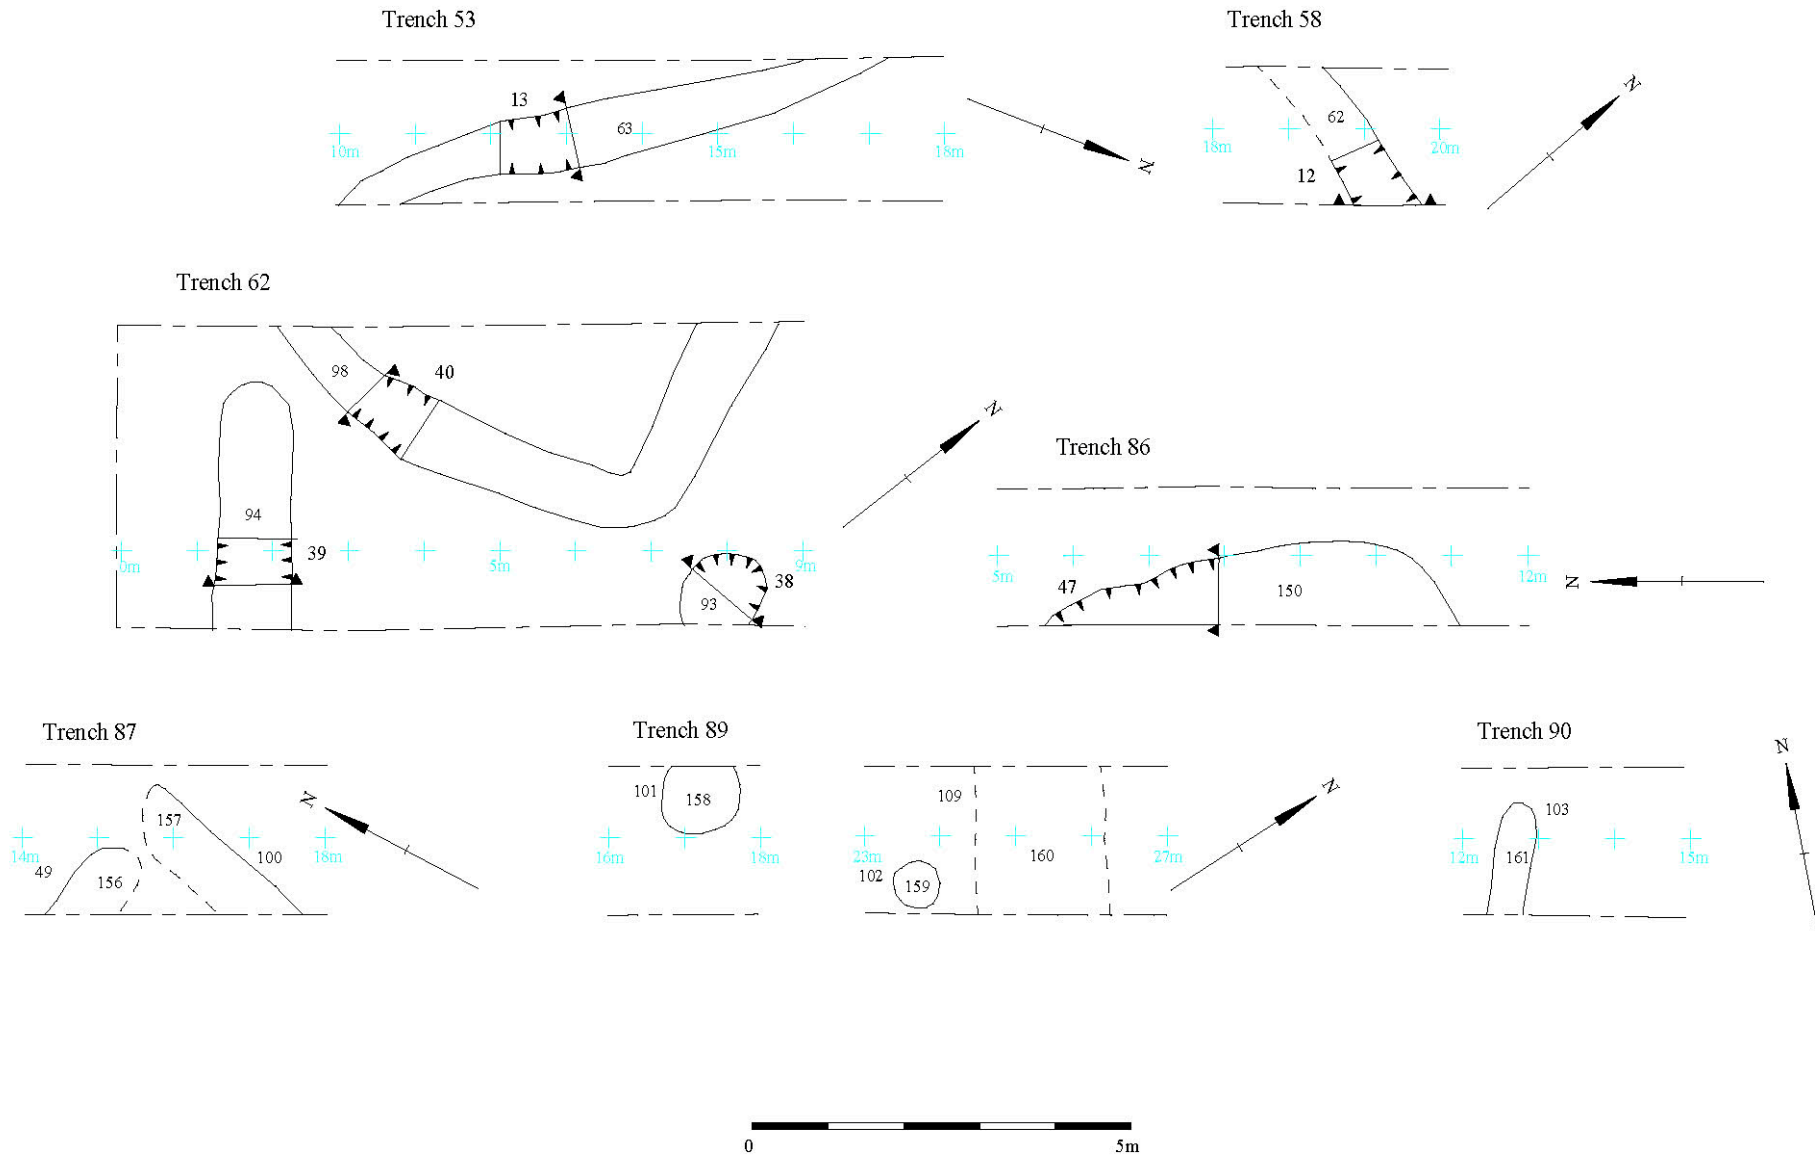 Trench 53
Trench 58
13
63
10m
15m
18m
N
62
12
18m
20m
N
Trench 62
98
40
94
39
0m
5m
9m
93
38
N
Trench 86
47
150
5m
12m
N
Trench 87
157
100
49
156
14m
18m
N
Trench 89
101
158
16m
18m
109
160
102
159
23m
27m
N
Trench 90
103
161
12m
15m
N
0
5m